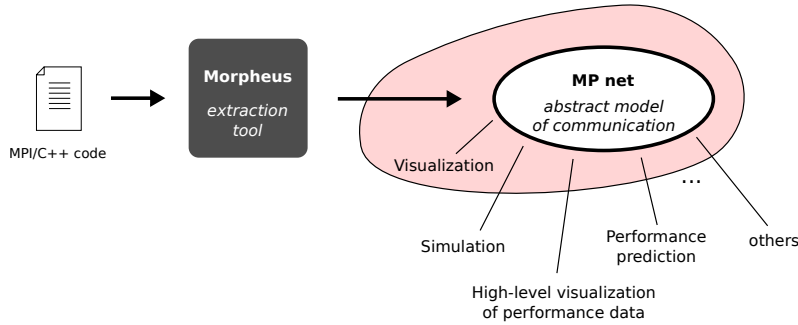 MPI/C++ code
Morpheus
extraction
tool
MP net
abstract model
of communication
Visualization
...
Simulation
Performance
prediction
others
High-level visualization
of performance data